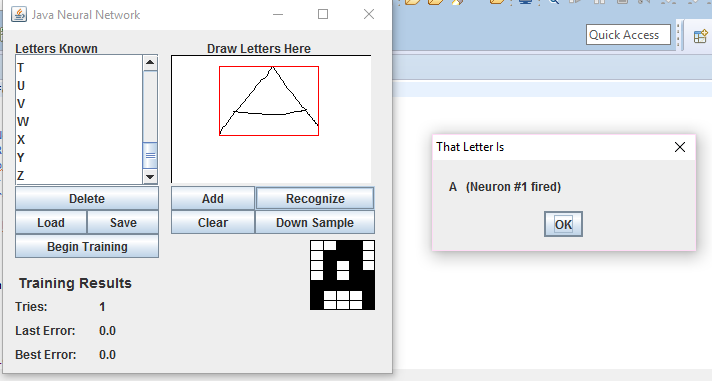 Java Neural Network
Quick Access
Letters Known
Draw Letters Here
T
U
V
W
X
Y
Z
Delete
Load Save
Begin Training
Add Recognize
Clear Down Sample
Training Results
Tries: 1
Last Error: 0.0
Best Error: 0.0
That Letter Is
A (Neuron #1 fired)
OK